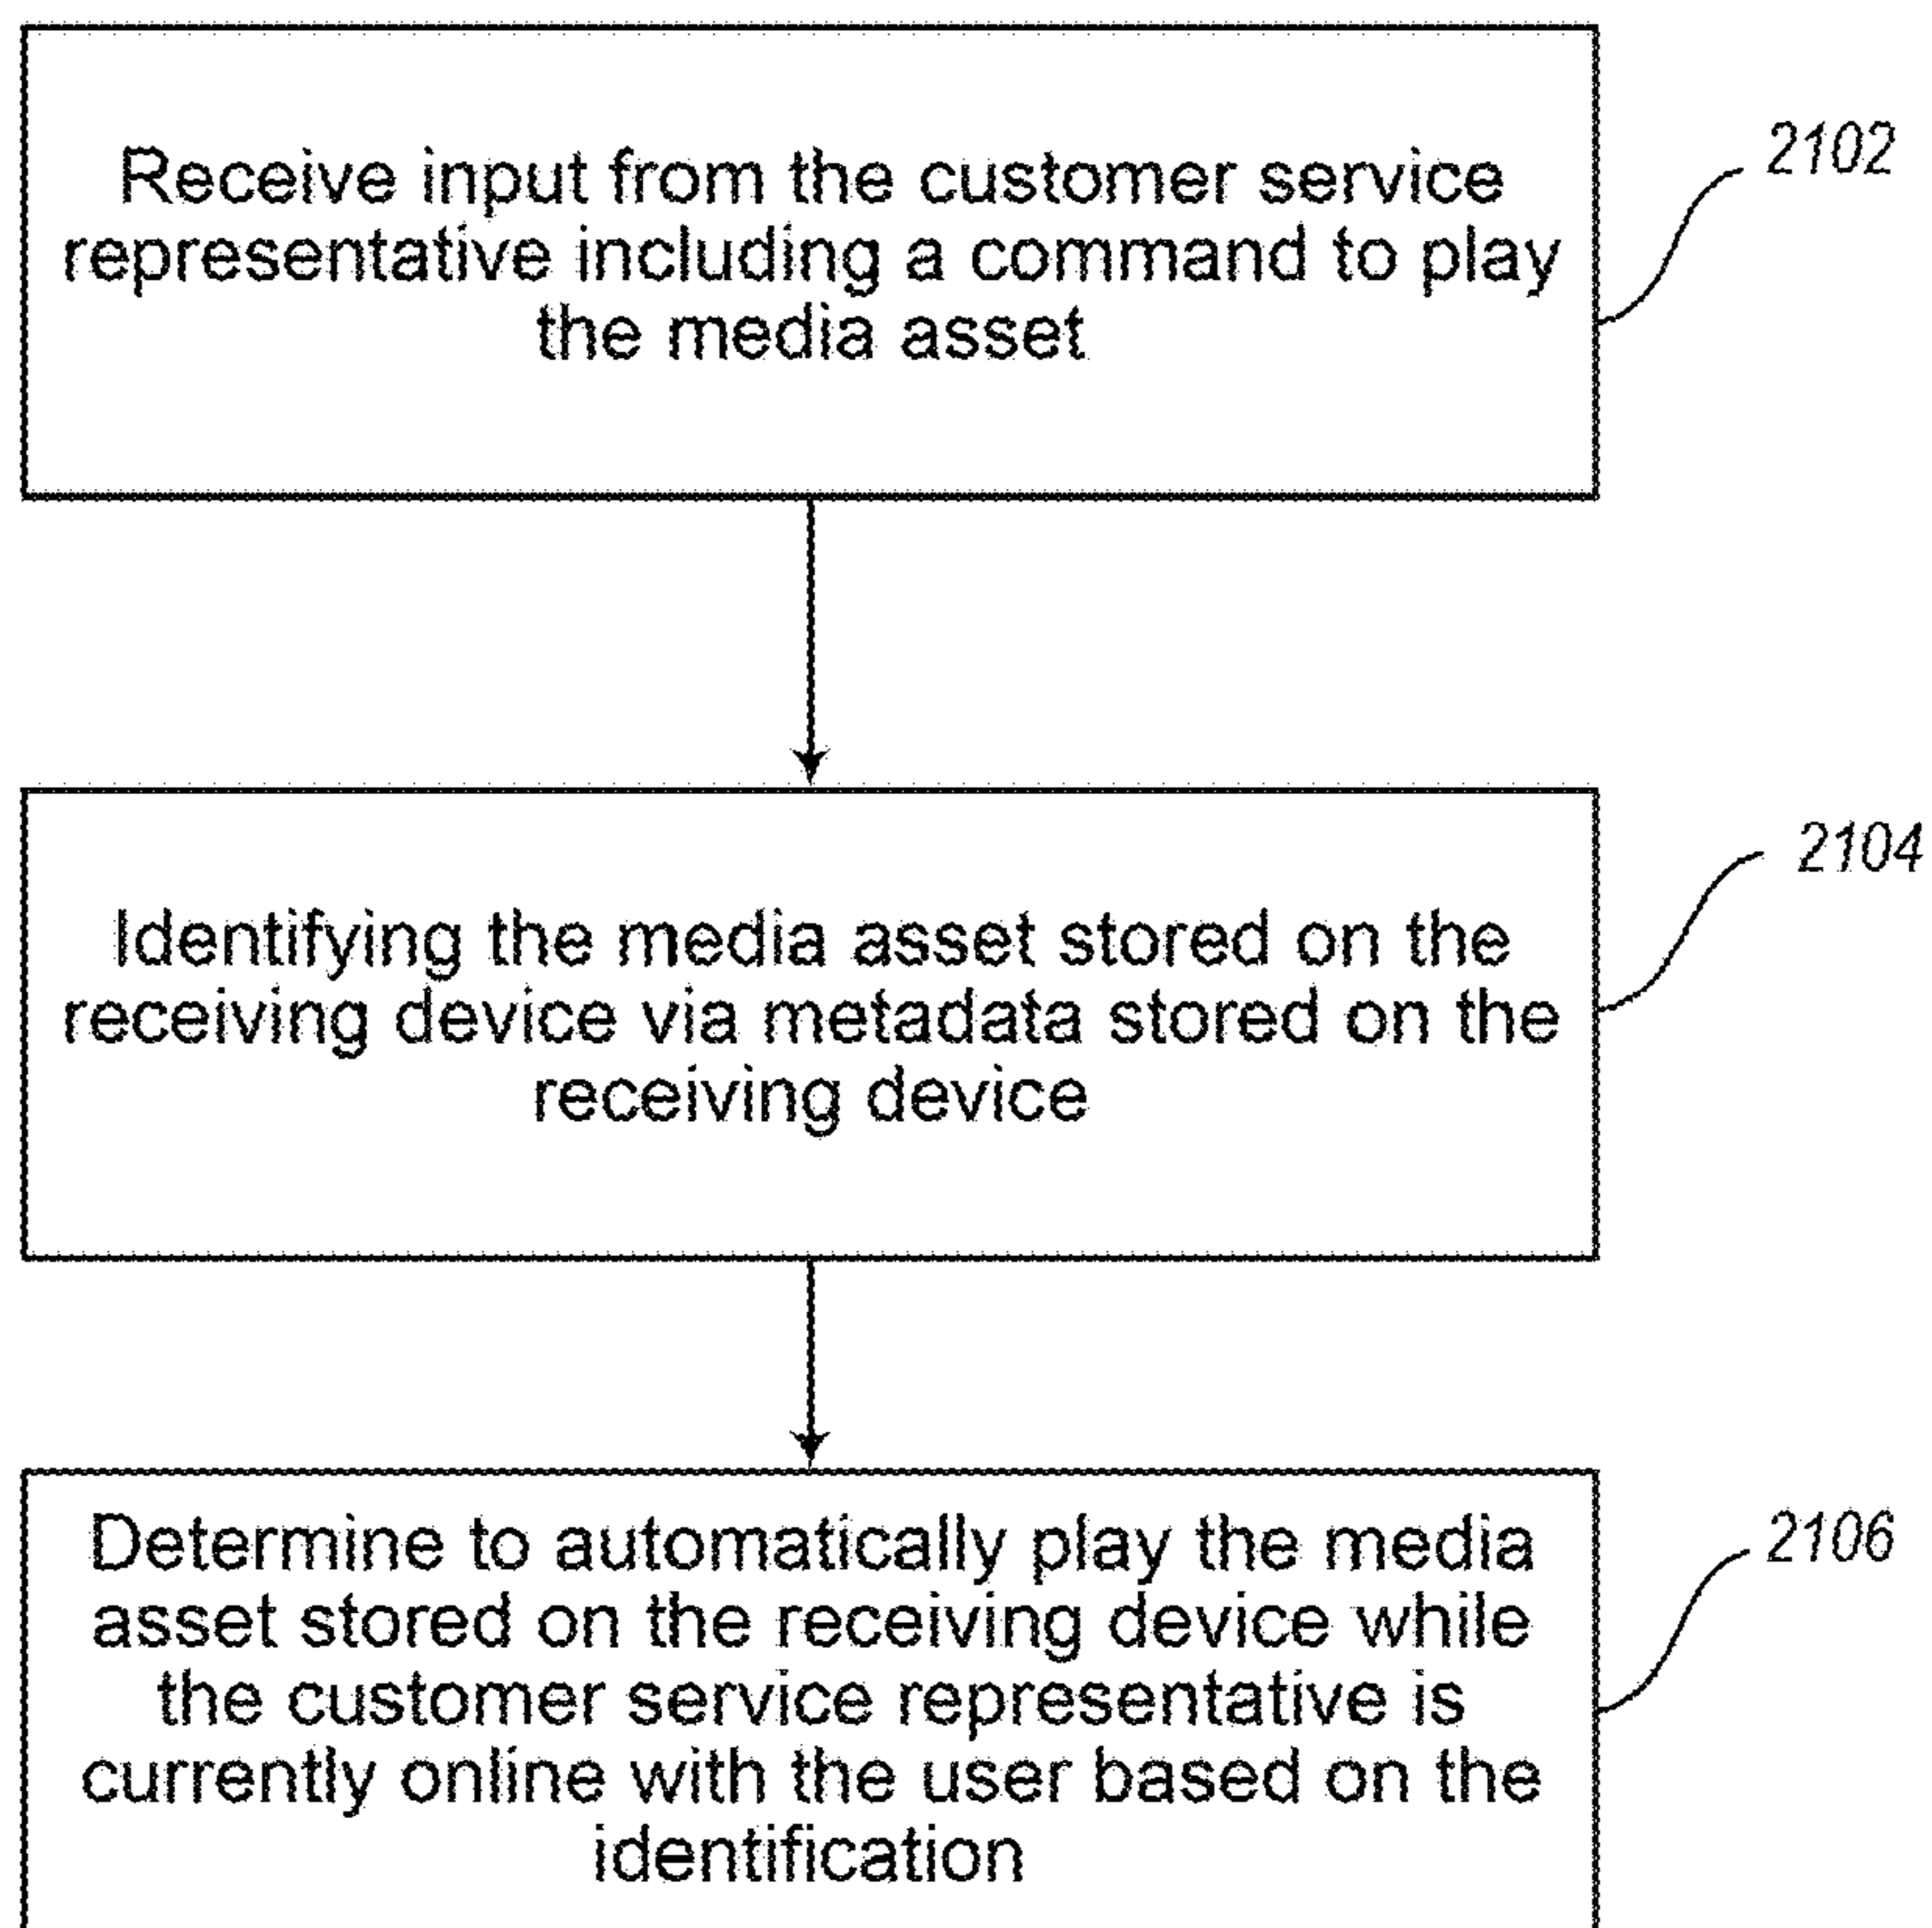 Receive input from the customer service
representative including a command to play
the media asset
2102
Identifying the media asset stored on the
receiving device via metadata stored on the
receiving device
2104
Determine to automatically play the media
asset stored on the receiving device while
the customer service representative is
currently online with the user based on the
identification
2106